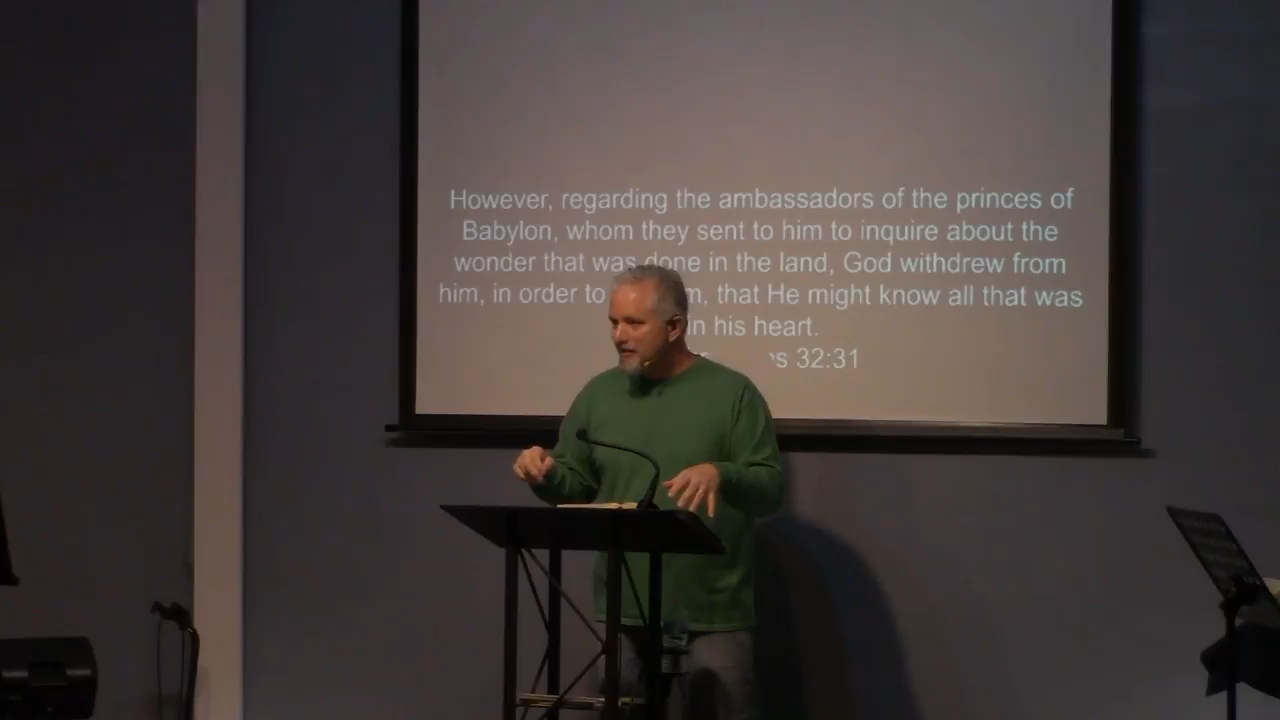 However, regarding the ambassadors of the princes of
Babylon, whom they sent to him to inquire about the
wonder that was done in the land, God withdrew from
him, in order to that He might know all that was
his heart.
32:31